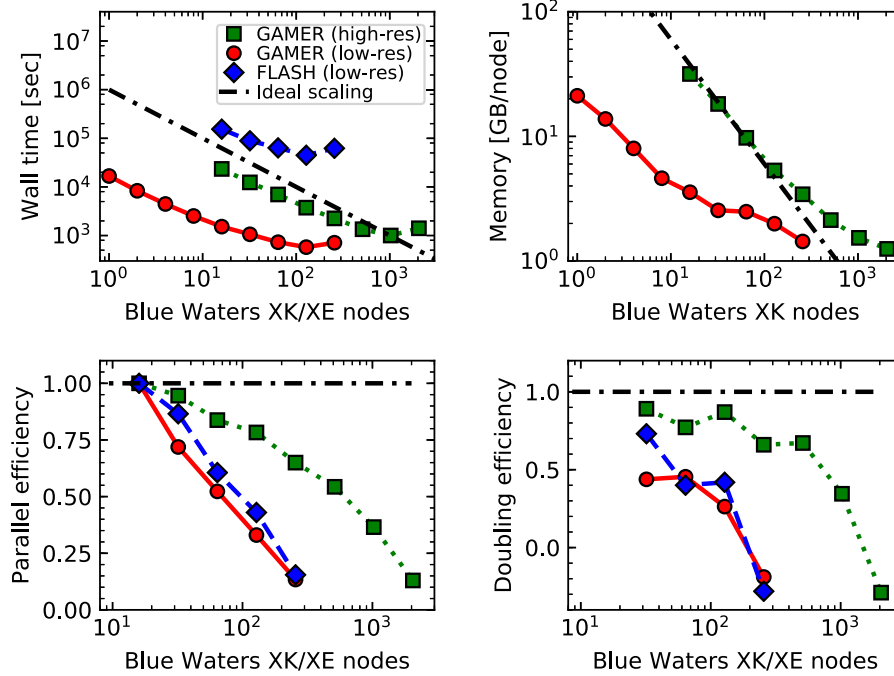 GAMER (high-res)
GAMER (low-res)
FLASH (low-res)
Ideal scaling
Wall time [sec]
10^7
10^6
10^5
10^4
10^3
10^0 10^1 10^2 10^3
Blue Waters XK/XE nodes
Memory [GB/node]
10^2
10^1
10^0
10^0 10^1 10^2 10^3
Blue Waters XK nodes
Parallel efficiency
1.00
0.75
0.50
0.25
0.00
10^1 10^2 10^3
Blue Waters XK/XE nodes
Doubling efficiency
1.0
0.5
0.0
10^1 10^2 10^3
Blue Waters XK/XE nodes